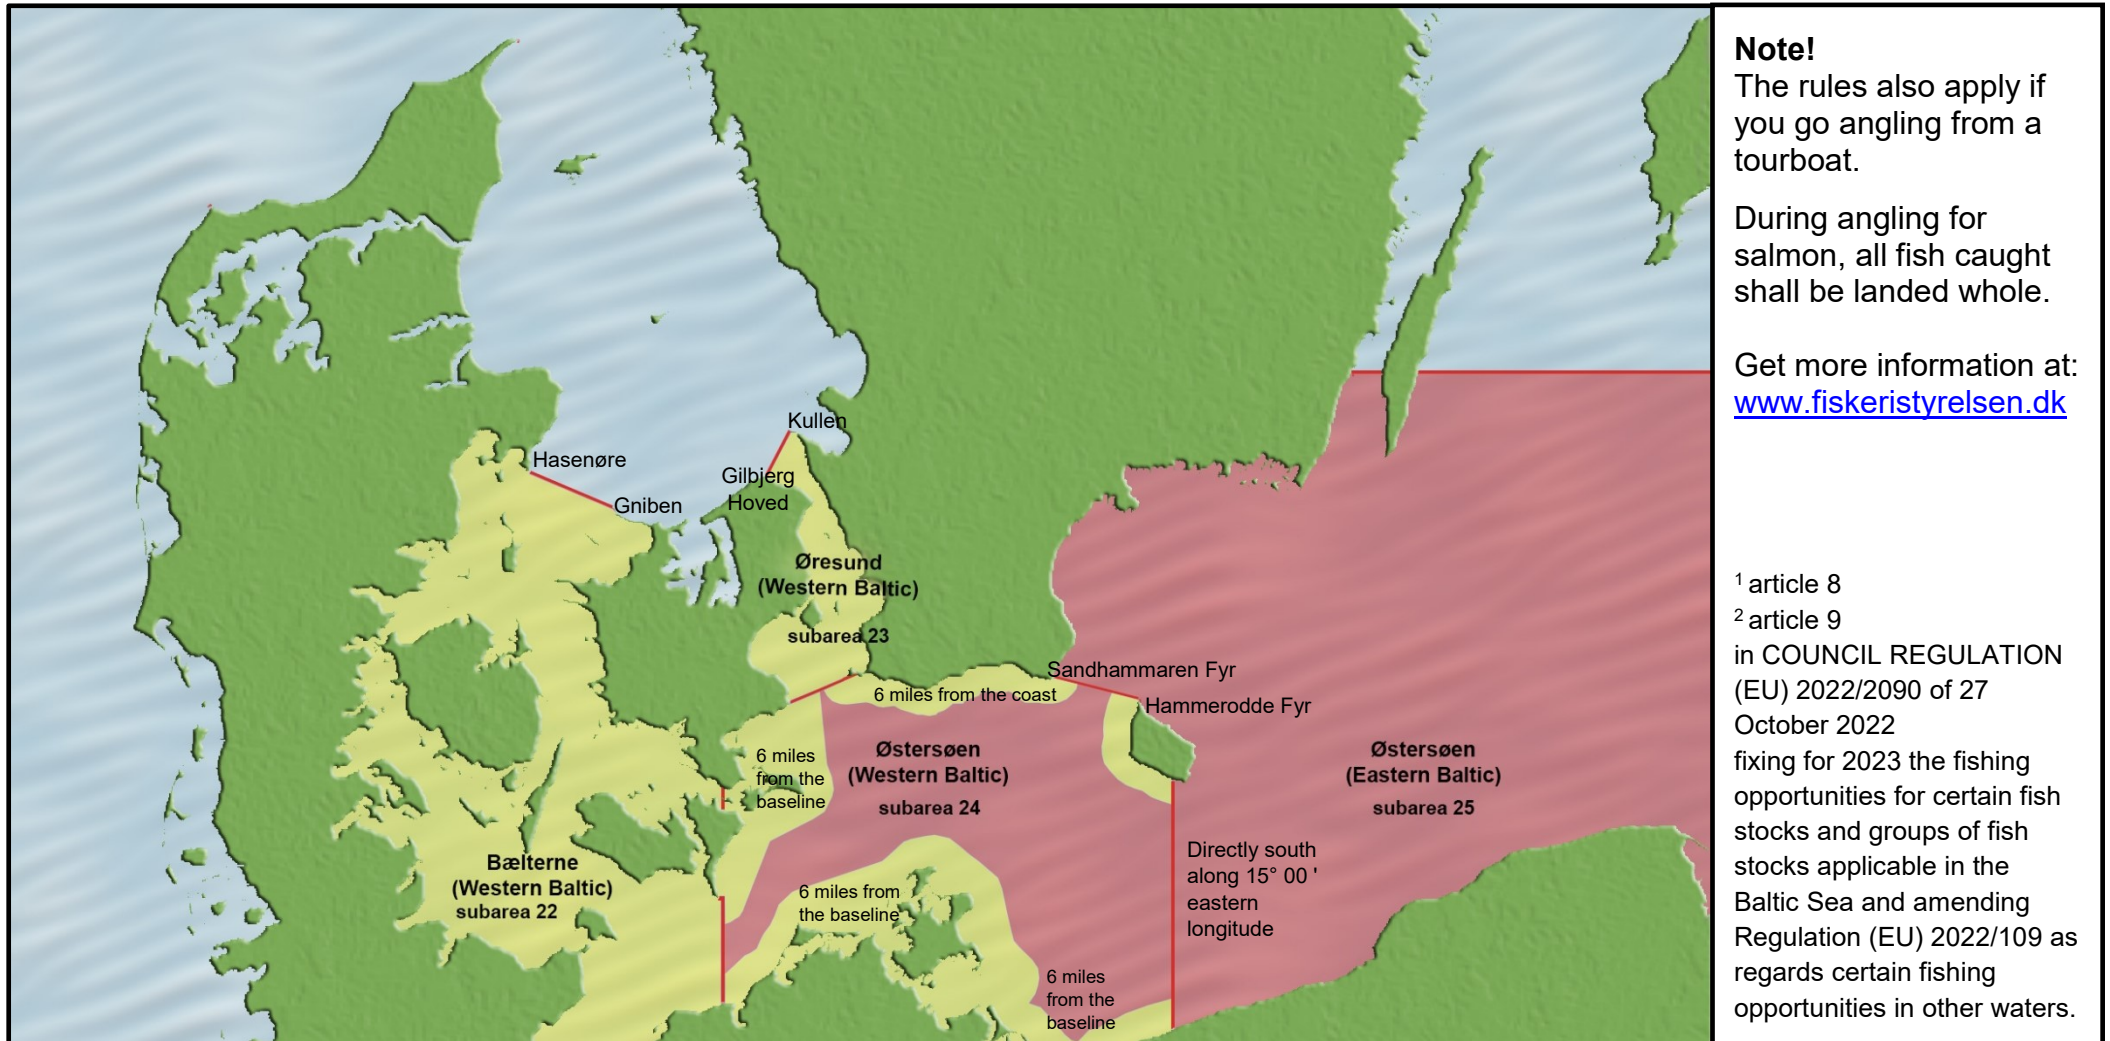 Kullen
Hasenøre
Gilbjerg
Hoved
Gniben
Øresund
(Western Baltic)
subarea 23
Sandhammaren Fyr
6 miles from the coast
Hammerodde Fyr
6 miles
from the
baseline
Østersøen
(Western Baltic)
subarea 24
Østersøen
(Eastern Baltic)
subarea 25
Bælterne
(Western Baltic)
subarea 22
6 miles from
the baseline
Directly south
along 15° 00 '
eastern
longitude
6 miles
from the
baseline
Note!
The rules also apply if
you go angling from a
tourboat.
During angling for
salmon, all fish caught
shall be landed whole.
Get more information at:
www.fiskeristyrelsen.dk
1 article 8
2 article 9
in COUNCIL REGULATION
(EU) 2022/2090 of 27
October 2022
fixing for 2023 the fishing
opportunities for certain fish
stocks and groups of fish
stocks applicable in the
Baltic Sea and amending
Regulation (EU) 2022/109 as
regards certain fishing
opportunities in other waters.